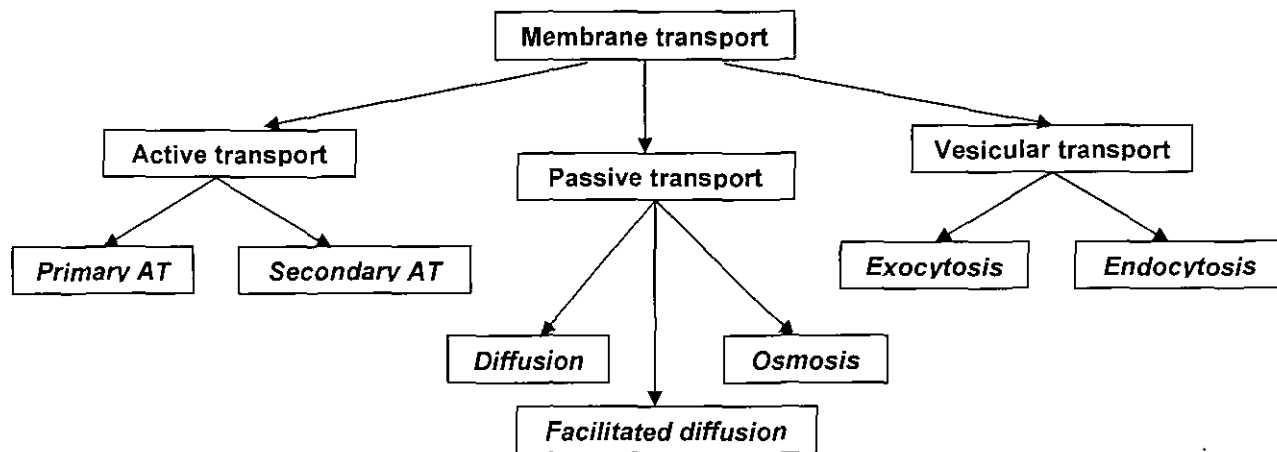 Membrane transport
Active transport
Passive transport
Vesicular transport
Primary AT
Secondary AT
Exocytosis
Endocytosis
Diffusion
Osmosis
Facilitated diffusion